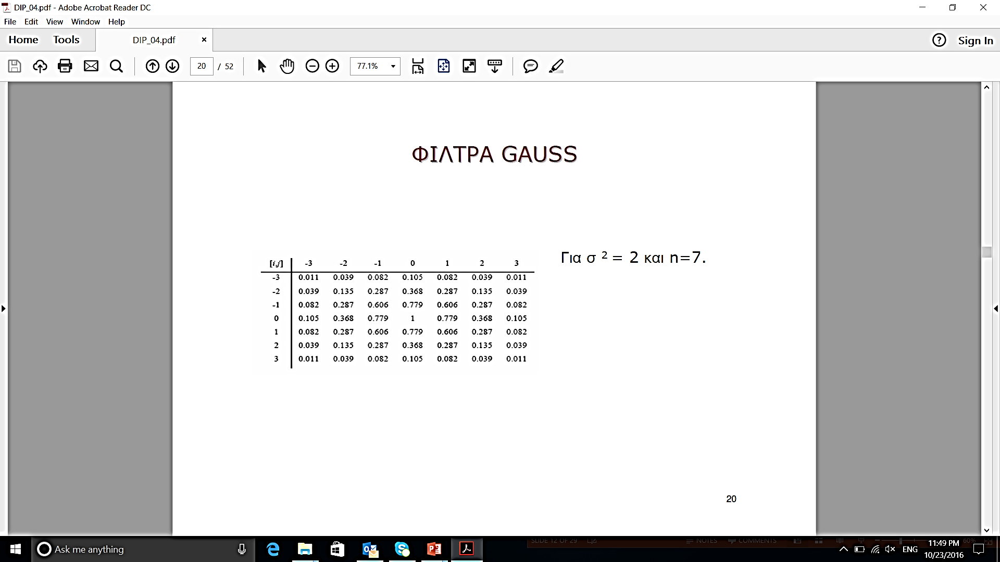 DIP_04.pdf - Adobe Acrobat Reader DC
File Edit View Window Help
Home Tools DIP_04.pdf × ? Sign In
20 / 52 77.1%
ΦΙΛΤΡΑ GAUSS
Για σ ² = 2 και n=7.
[i,j] -3 -2 -1 0 1 2 3
-3 0.011 0.039 0.082 0.105 0.082 0.039 0.011
-2 0.039 0.135 0.287 0.368 0.287 0.135 0.039
-1 0.082 0.287 0.606 0.779 0.606 0.287 0.082
0 0.105 0.368 0.779 1 0.779 0.368 0.105
1 0.082 0.287 0.606 0.779 0.606 0.287 0.082
2 0.039 0.135 0.287 0.368 0.287 0.135 0.039
3 0.011 0.039 0.082 0.105 0.082 0.039 0.011
20
SLIDE 12 OF 29 NOTES COMMENTS 60%
Ask me anything ENG 11:49 PM
10/23/2016